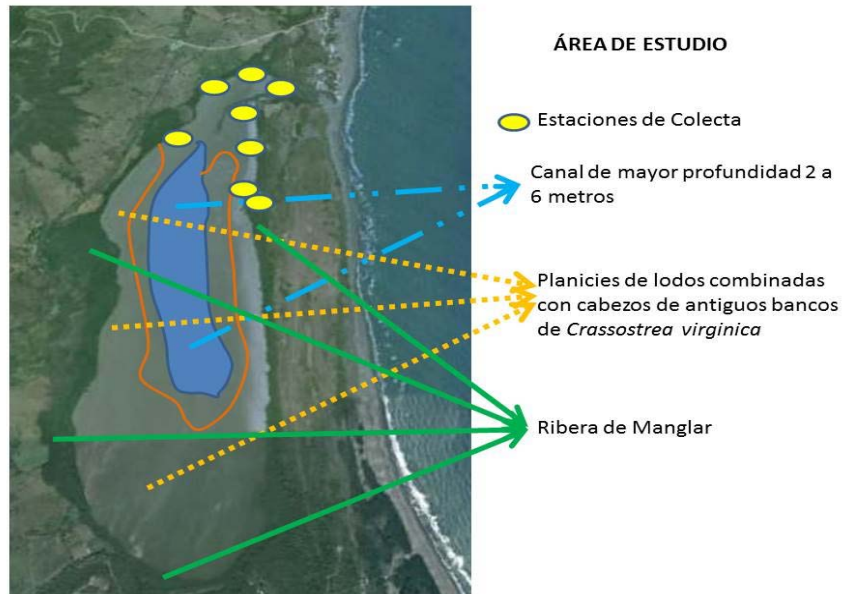 ÁREA DE ESTUDIO
Estaciones de Colecta
Canal de mayor profundidad 2 a
6 metros
Planicies de lodos combinadas
con cabezos de antiguos bancos
de Crassostrea virginica
Ribera de Manglar